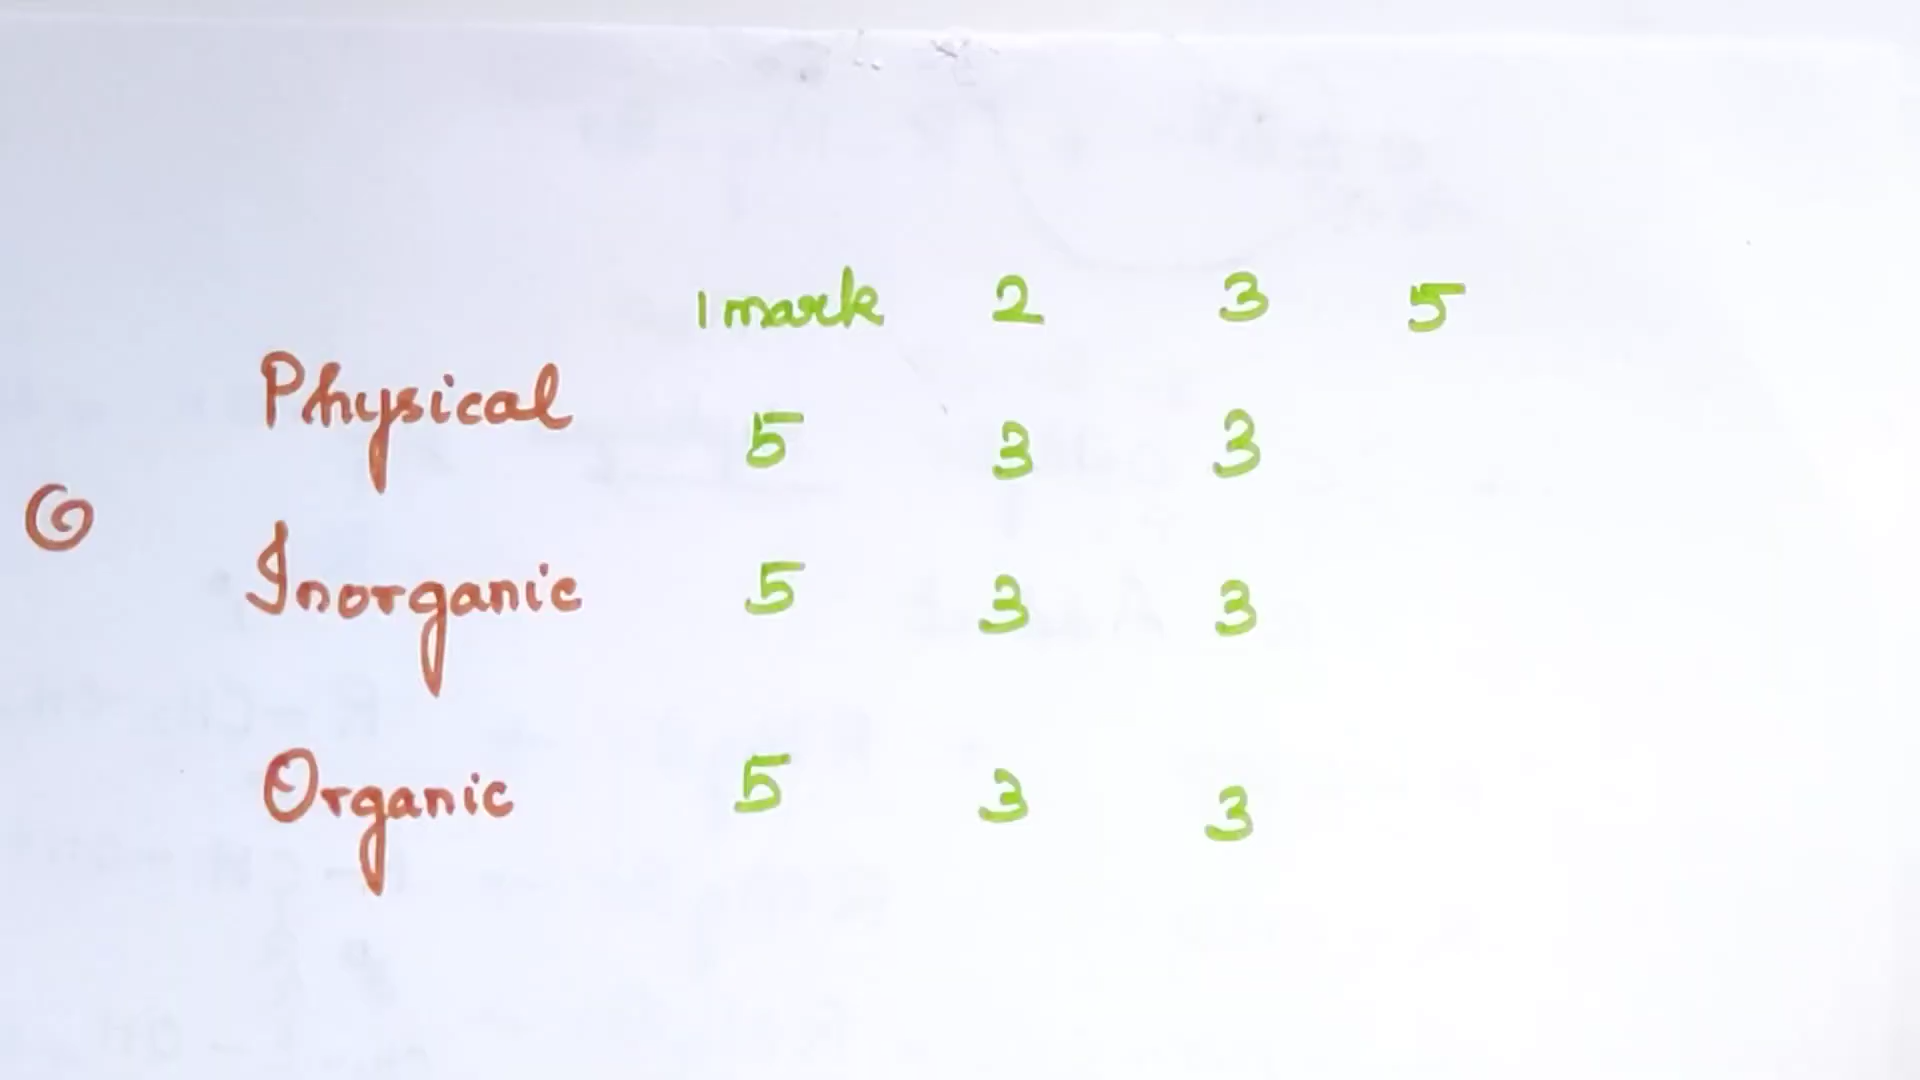 1 mark 2 3 5
Physical 5 3 3
Inorganic 5 3 3
Organic 5 3 3